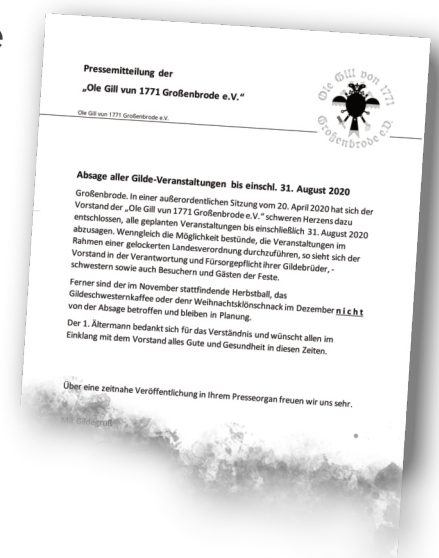 e
Pressemitteilung der
„Ole Gill vun 1771 Großenbrode e.V.“
Ole Gill von 1771
Großenbrode e.V.
Ole Gill vun 1771 Großenbrode e.V.
Absage aller Gilde-Veranstaltungen bis einschl. 31. August 2020
Großenbrode. In einer außerordentlichen Sitzung vom 20. April 2020 hat sich der
Vorstand der „Ole Gill vun 1771 Großenbrode e.V.“ schweren Herzens dazu
entschlossen, alle geplanten Veranstaltungen bis einschließlich 31. August 2020
abzusagen. Wenngleich die Möglichkeit bestünde, die Veranstaltungen im
Rahmen einer gelockerten Landesverordnung durchzuführen, so sieht sich der
Vorstand in der Verantwortung und Fürsorgepflicht ihrer Gildebrüder, -
schwestern sowie auch Besuchern und Gästen der Feste.
Ferner sind der im November stattfindende Herbstball, das
Gildeschwesternkaffee oder denr Weihnachtsklönschnack im Dezember n i c h t
von der Absage betroffen und bleiben in Planung.
Der 1. Ältermann bedankt sich für das Verständnis und wünscht allen im
Einklang mit dem Vorstand alles Gute und Gesundheit in diesen Zeiten.
Über eine zeitnahe Veröffentlichung in Ihrem Presseorgan freuen wir uns sehr.
Mit Gildegruß